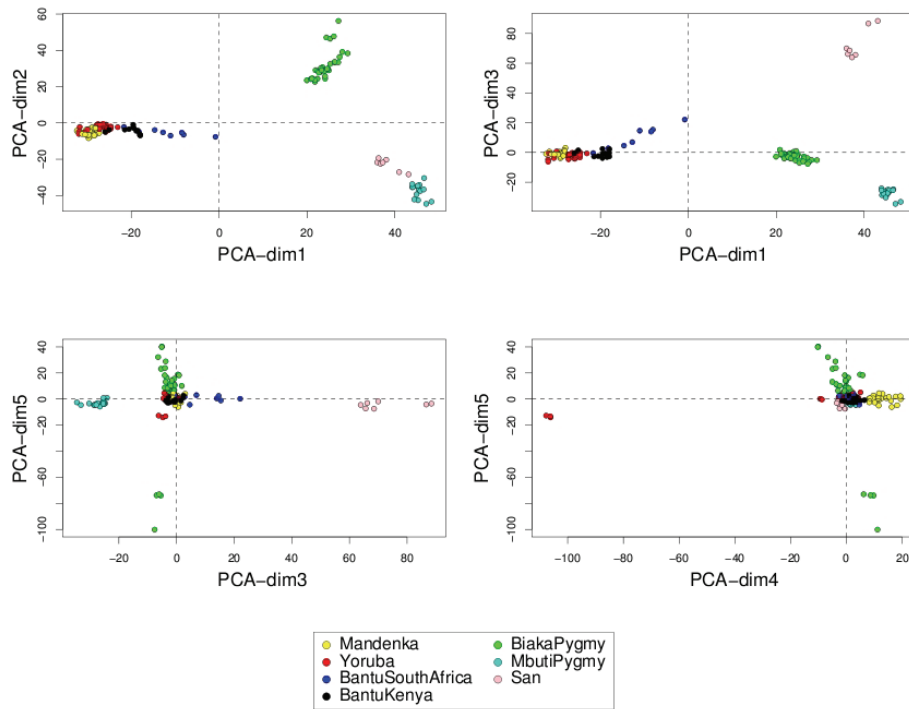 60
40
20
0
−20
−40
PCA−dim2
−20 0 20 40
PCA−dim1
80
60
40
20
0
−20
PCA−dim3
−20 0 20 40
PCA−dim1
40
20
0
−20
−60
−100
PCA−dim5
−20 0 20 40 60 80
PCA−dim3
40
20
0
−20
−60
−100
PCA−dim5
−100 −80 −60 −40 −20 0 20
PCA−dim4
Mandenka
Yoruba
BantuSouthAfrica
BantuKenya
BiakaPygmy
MbutiPygmy
San